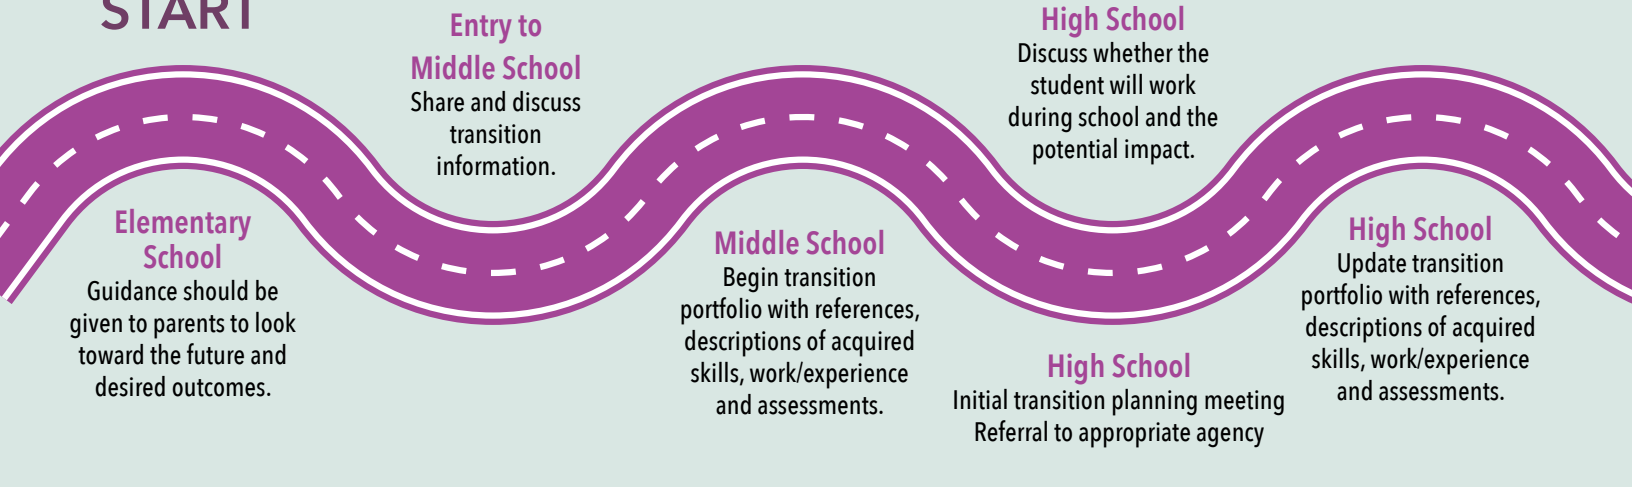 START
Elementary
School
Guidance should be
given to parents to look
toward the future and
desired outcomes.
Entry to
Middle School
Share and discuss
transition
information.
Middle School
Begin transition
portfolio with references,
descriptions of acquired
skills, work/experience
and assessments.
High School
Discuss whether the
student will work
during school and the
potential impact.
High School
Initial transition planning meeting
Referral to appropriate agency
High School
Update transition
portfolio with references,
descriptions of acquired
skills, work/experience
and assessments.